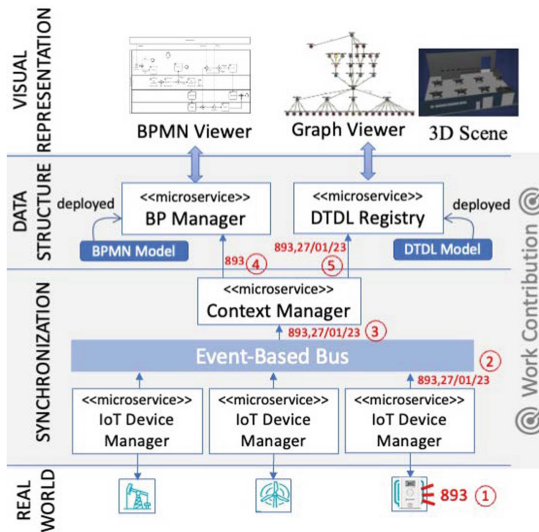 VISUAL
REPRESENTATION
BPMN Viewer
Graph Viewer
3D Scene
DATA
STRUCTURE
deployed
<<microservice>>
BP Manager
<<microservice>>
DTDL Registry
deployed
BPMN Model
DTDL Model
893 4
893,27/01/23
5
SYNCHRONIZATION
<<microservice>>
Context Manager
893,27/01/23 3
Event-Based Bus
2
893,27/01/23
<<microservice>>
IoT Device
Manager
<<microservice>>
IoT Device
Manager
<<microservice>>
IoT Device
Manager
Work Contribution
REAL
WORLD
893 1